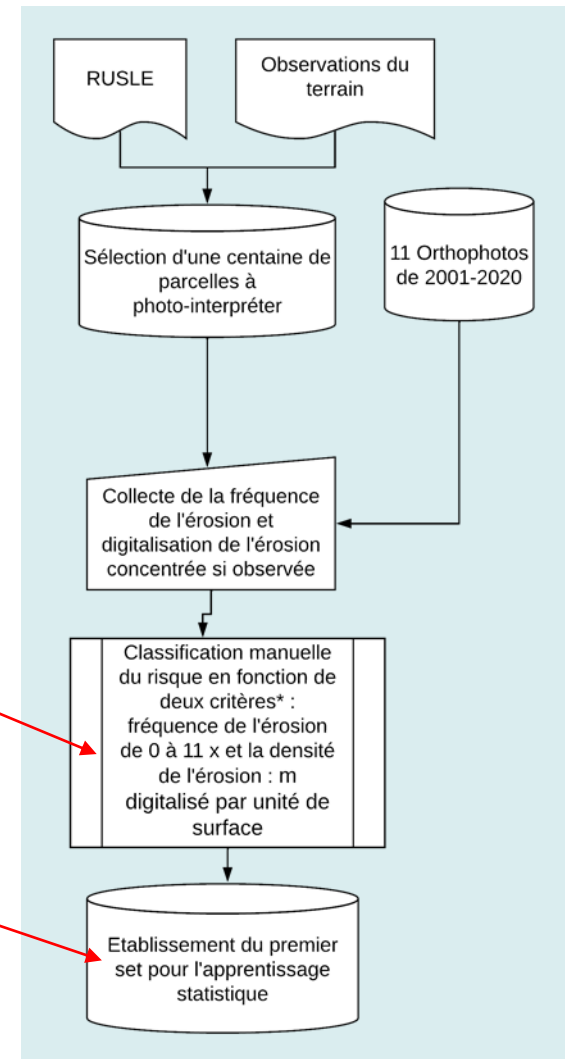 RUSLE
Observations du
terrain
Sélection d'une centaine de
parcelles à
photo-interpréter
11 Orthophotos
de 2001-2020
Collecte de la fréquence
de l'érosion et
digitalisation de l'érosion
concentrée si observée
Classification manuelle
du risque en fonction de
deux critères* :
fréquence de l'érosion
de 0 à 11 x et la densité
de l'érosion : m
digitalisé par unité de
surface
Etablissement du premier
set pour l'apprentissage
statistique